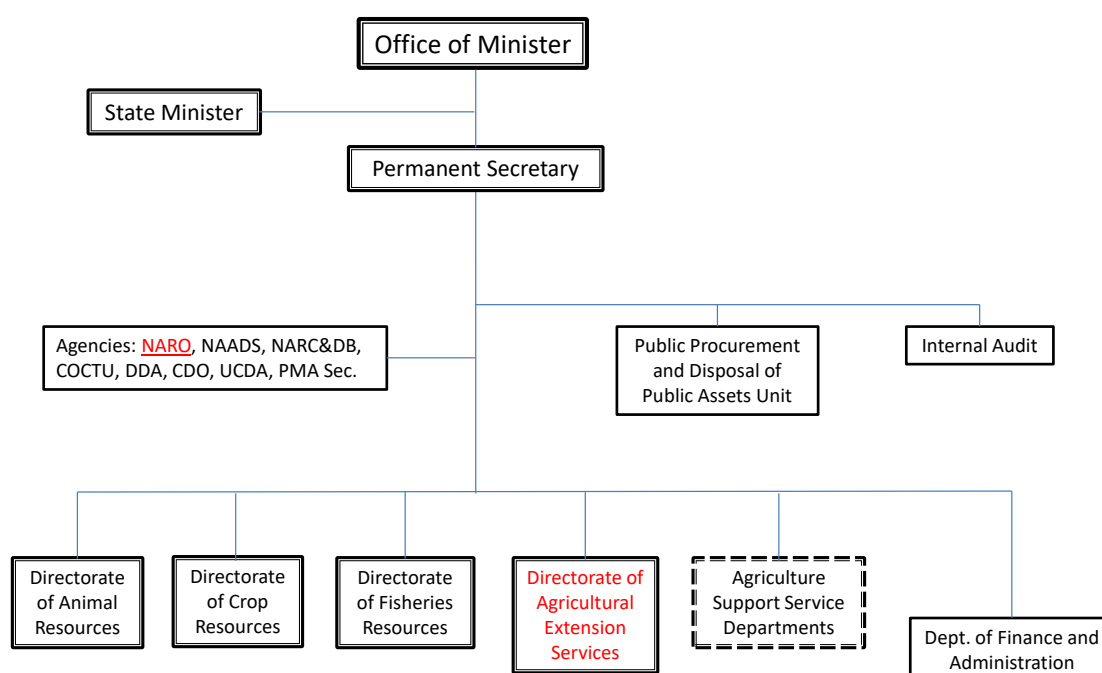 Office of Minister
State Minister
Permanent Secretary
Agencies: NARO, NAADS, NARC&DB,
COCTU, DDA, CDO, UCDA, PMA Sec.
Public Procurement
and Disposal of
Public Assets Unit
Internal Audit
Directorate
of Animal
Resources
Directorate
of Crop
Resources
Directorate
of Fisheries
Resources
Directorate of
Agricultural
Extension
Services
Agriculture
Support Service
Departments
Dept. of Finance and
Administration